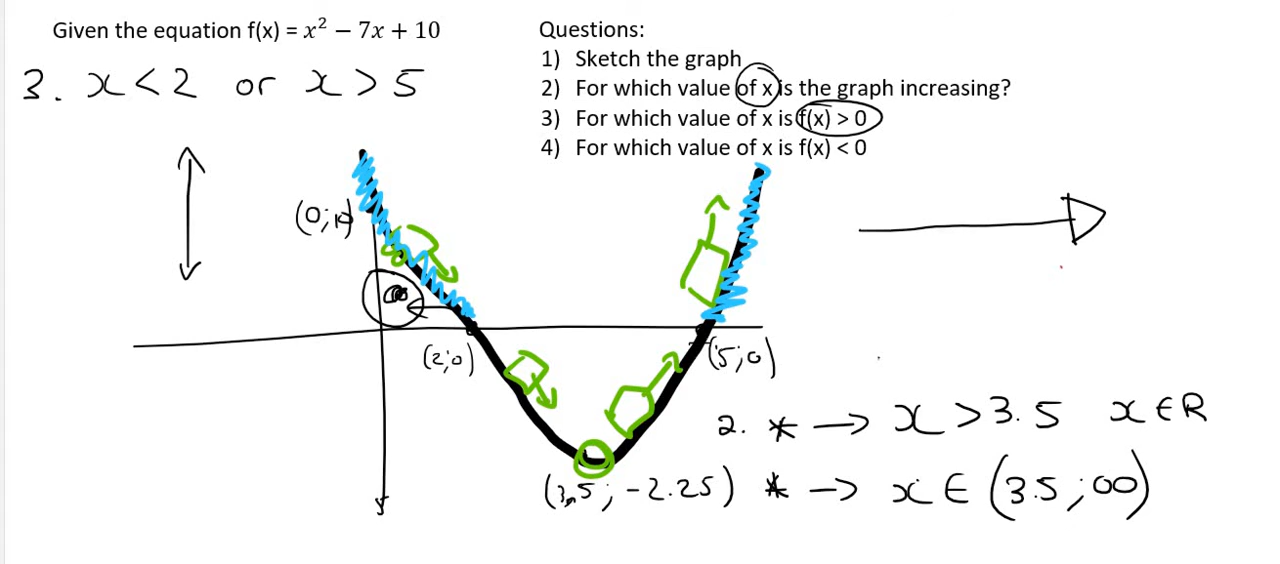 Given the equation f(x) = x² − 7x + 10
Questions:
1) Sketch the graph
2) For which value of x is the graph increasing?
3) For which value of x is f(x) > 0
4) For which value of x is f(x) < 0
3. x < 2 or x > 5
(2;0)
(5;0)
2. * → x > 3.5 x ∈ R
(3,5 ; -2.25) * → x ∈ (3.5 ; ∞)